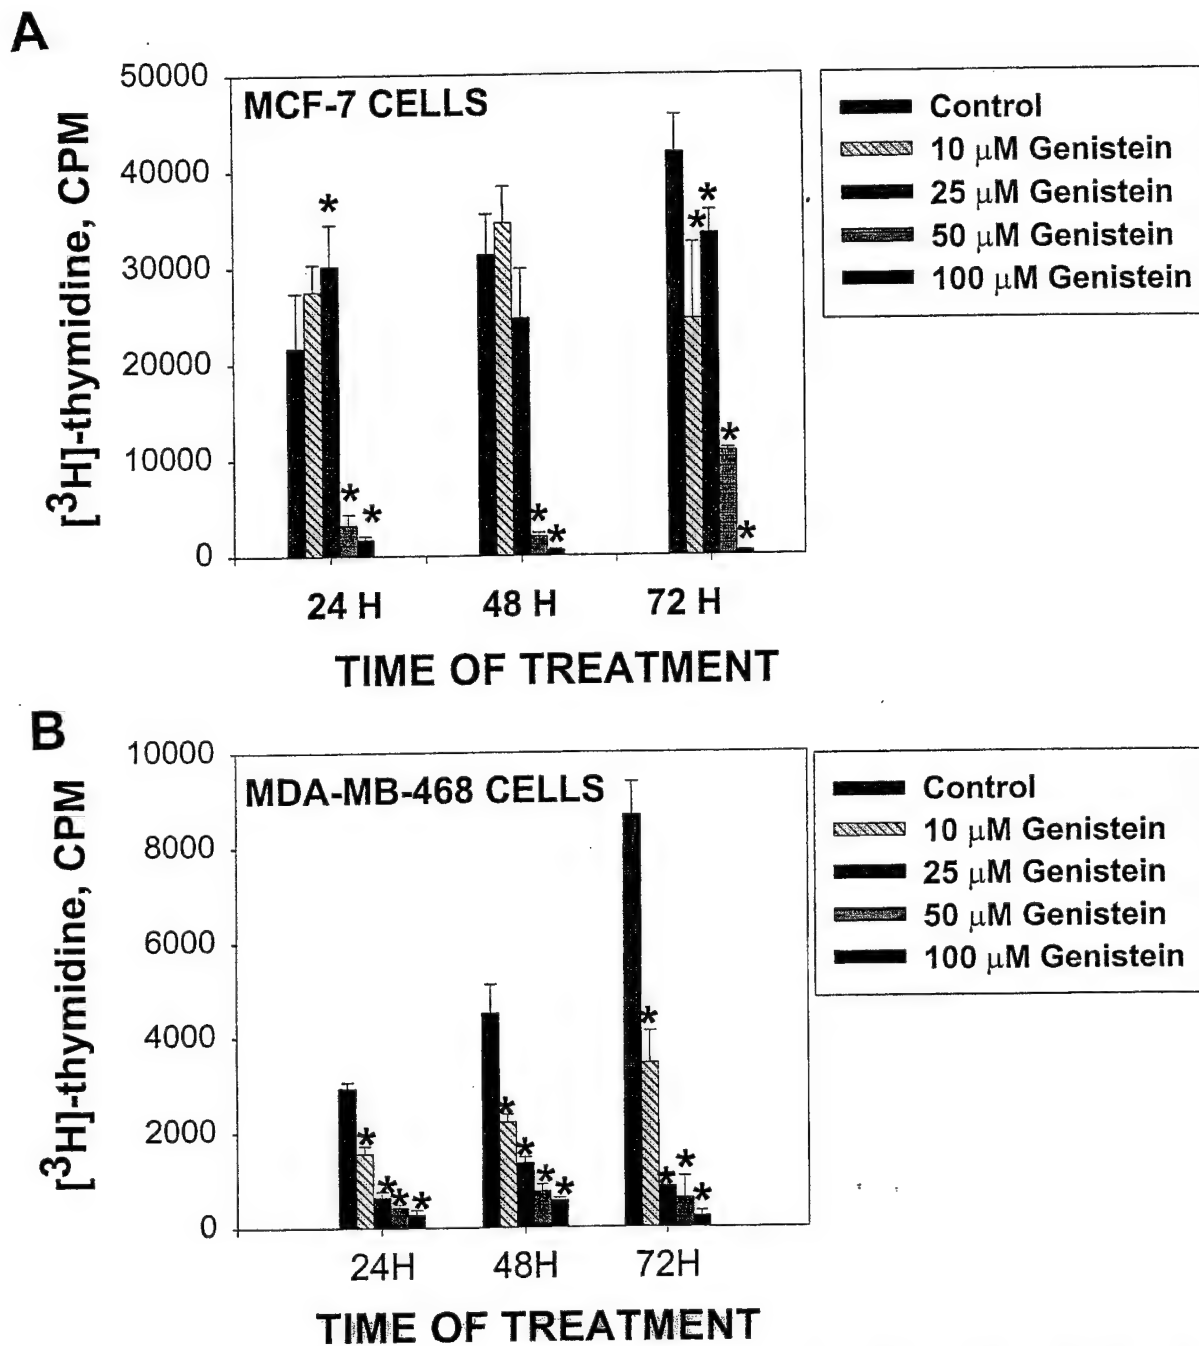 A
50000
40000
30000
20000
10000
0
[³H]-thymidine, CPM
MCF-7 CELLS
*
* *
* *
* *
* *
24 H 48 H 72 H
TIME OF TREATMENT
Control
10 μM Genistein
25 μM Genistein
50 μM Genistein
100 μM Genistein
B
10000
8000
6000
4000
2000
0
[³H]-thymidine, CPM
MDA-MB-468 CELLS
* * * *
* * * *
* * * *
24H 48H 72H
TIME OF TREATMENT
Control
10 μM Genistein
25 μM Genistein
50 μM Genistein
100 μM Genistein